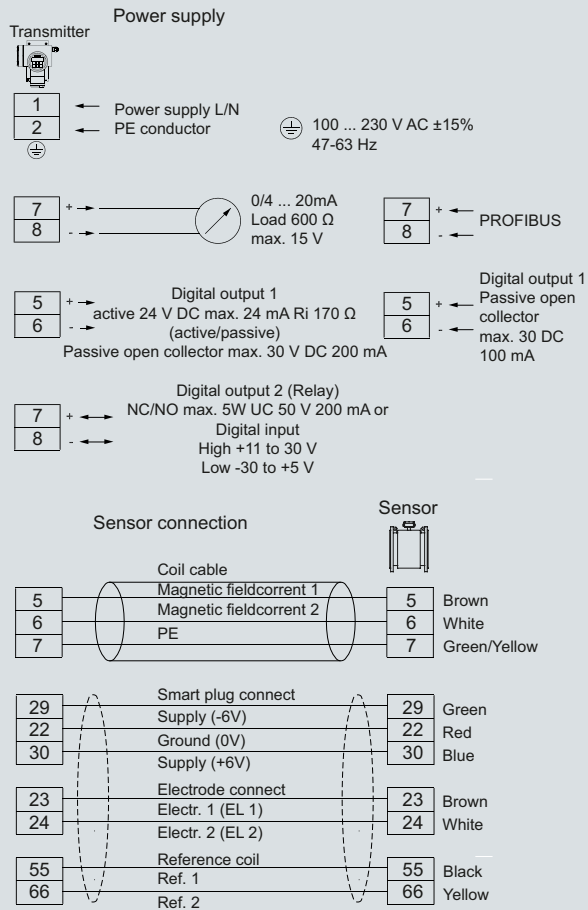 Power supply
Transmitter
1
2
Power supply L/N
PE conductor
100 ... 230 V AC ±15%
47-63 Hz
7
8
+
-
0/4 ... 20mA
Load 600 Ω
max. 15 V
7
8
+
-
PROFIBUS
5
6
+
-
Digital output 1
active 24 V DC max. 24 mA Ri 170 Ω
(active/passive)
Passive open collector max. 30 V DC 200 mA
5
6
+
-
Digital output 1
Passive open
collector
max. 30 DC
100 mA
7
8
+
-
Digital output 2 (Relay)
NC/NO max. 5W UC 50 V 200 mA or
Digital input
High +11 to 30 V
Low -30 to +5 V
Sensor connection
Sensor
Coil cable
5 Magnetic fieldcorrent 1 5 Brown
6 Magnetic fieldcorrent 2 6 White
7 PE 7 Green/Yellow
Smart plug connect
29 Supply (-6V) 29 Green
22 Ground (0V) 22 Red
30 Supply (+6V) 30 Blue
Electrode connect
23 Electr. 1 (EL 1) 23 Brown
24 Electr. 2 (EL 2) 24 White
Reference coil
55 Ref. 1 55 Black
66 Ref. 2 66 Yellow